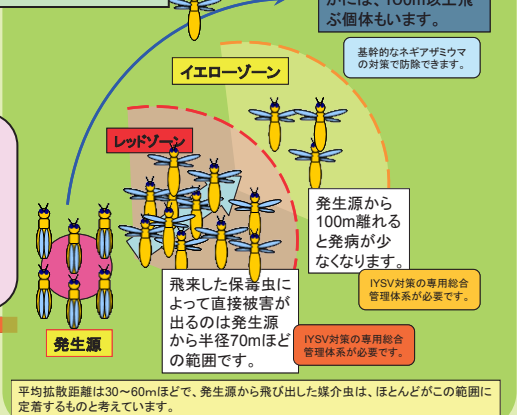 かには、100m以上飛
ぶ個体もいます。
基幹的なネギアザミウマ
の対策で防除できます。
イエローゾーン
レッドゾーン
発生源から
100m離れる
と発病が少
なくなります。
IYSV対策の専用総合
管理体系が必要です。
飛来した保毒虫に
よって直接被害が
出るのは発生源
から半径70mほど
の範囲です。
IYSV対策の専用総合
管理体系が必要です。
発生源
平均拡散距離は30～60mほどで、発生源から飛び出した媒介虫は、ほとんどがこの範囲に
定着するものと考えています。